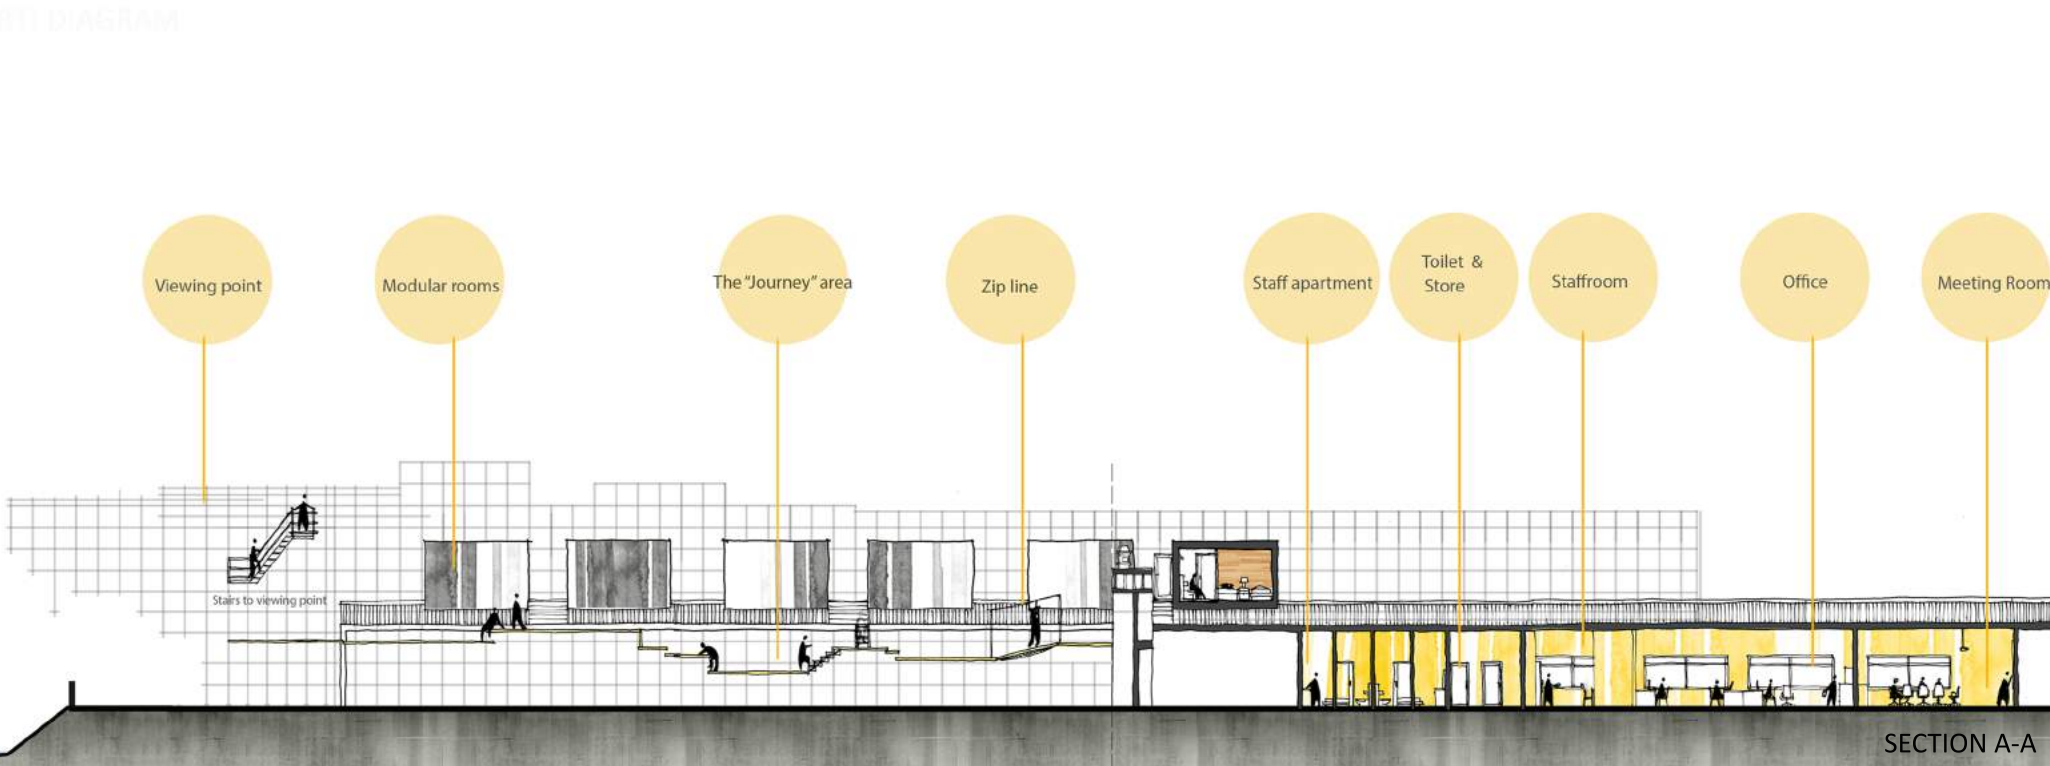 DIAGRAM
Viewing point
Modular rooms
The "Journey" area
Zip line
Staff apartment
Toilet &
Store
Staffroom
Office
Meeting Room
Stairs to viewing point
SECTION A-A